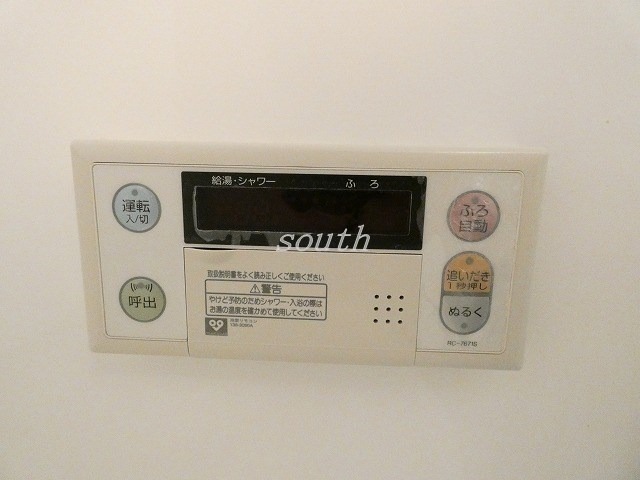 給湯・シャワー
ふろ
運転
入/切
呼出
south
取扱説明書をよく読み正しくご使用ください
⚠警告
やけど予防のためシャワー・入浴の際は
お湯の温度を確かめて使用してください
ふろ
自動
追いだき
1秒押し
ぬるく